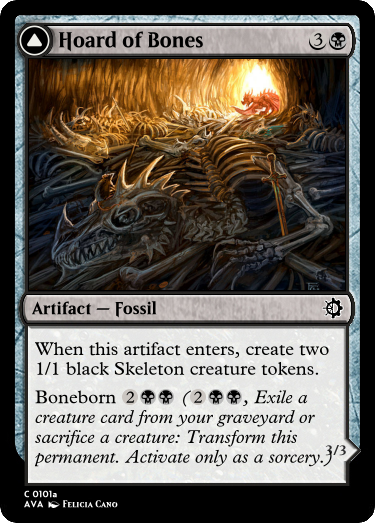 Hoard of Bones 3
Artifact — Fossil
When this artifact enters, create two
1/1 black Skeleton creature tokens.
Boneborn 2 ( 2 , Exile a
creature card from your graveyard or
sacrifice a creature: Transform this
permanent. Activate only as a sorcery.)
3/3
C 0101a
AVA Felicia Cano